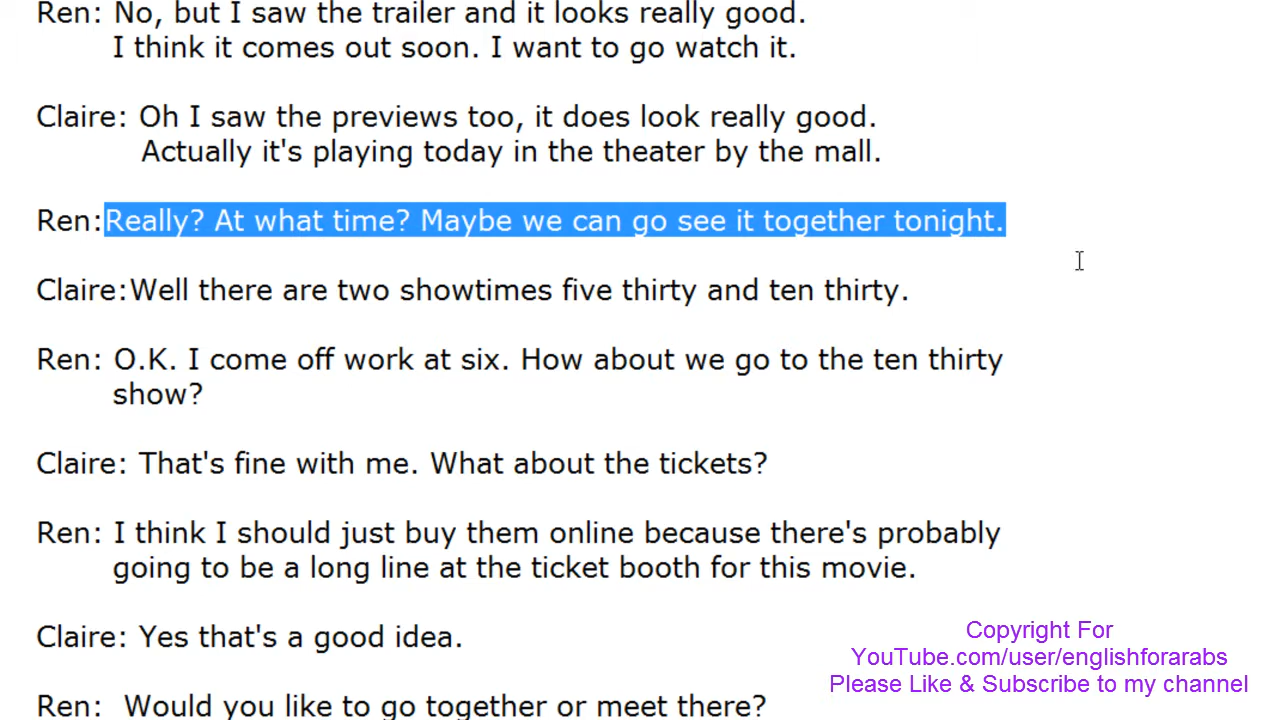 Ren: No, but I saw the trailer and it looks really good.
I think it comes out soon. I want to go watch it.
Claire: Oh I saw the previews too, it does look really good.
Actually it's playing today in the theater by the mall.
Ren:Really? At what time? Maybe we can go see it together tonight.
Claire:Well there are two showtimes five thirty and ten thirty.
Ren: O.K. I come off work at six. How about we go to the ten thirty
show?
Claire: That's fine with me. What about the tickets?
Ren: I think I should just buy them online because there's probably
going to be a long line at the ticket booth for this movie.
Claire: Yes that's a good idea.
Ren: Would you like to go together or meet there?
Copyright For
YouTube.com/user/englishforarabs
Please Like & Subscribe to my channel